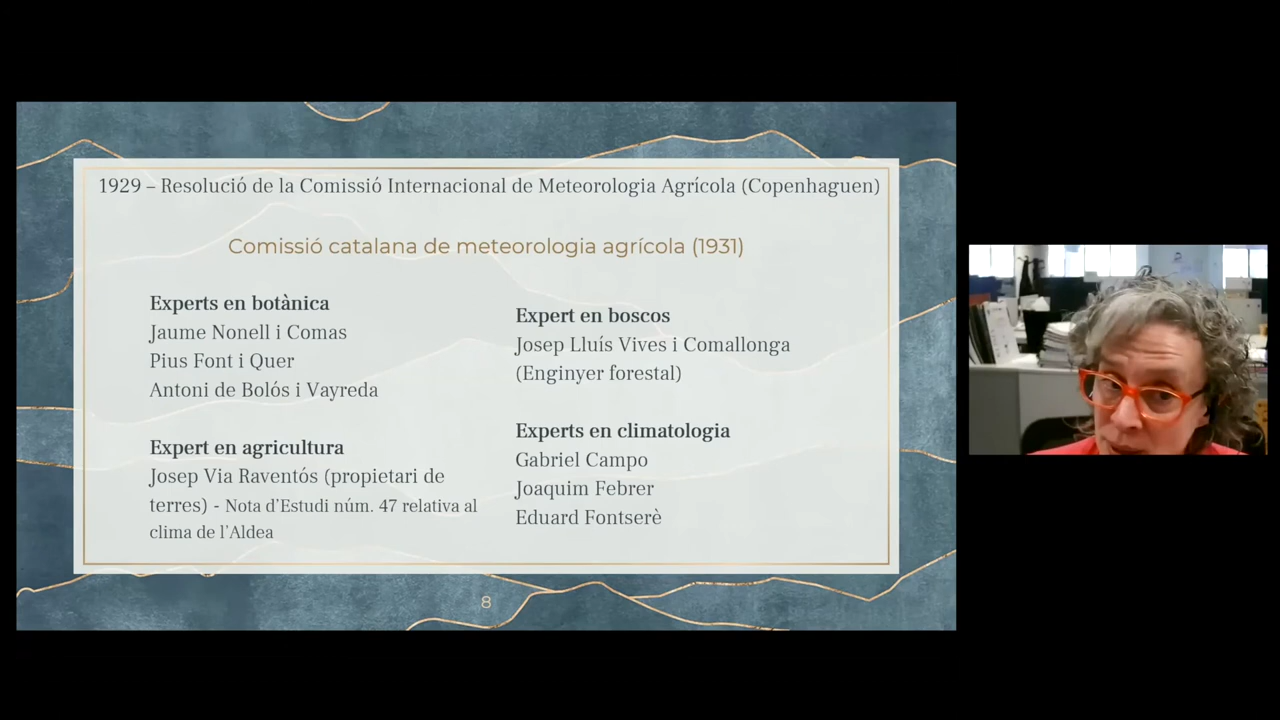 1929 – Resolució de la Comissió Internacional de Meteorologia Agrícola (Copenhaguen)
Comissió catalana de meteorologia agrícola (1931)
Experts en botànica
Jaume Nonell i Comas
Pius Font i Quer
Antoni de Bolós i Vayreda
Expert en agricultura
Josep Via Raventós (propietari de
terres) - Nota d’Estudi núm. 47 relativa al
clima de l’Aldea
Expert en boscos
Josep Lluís Vives i Comallonga
(Enginyer forestal)
Experts en climatologia
Gabriel Campo
Joaquim Febrer
Eduard Fontserè
8